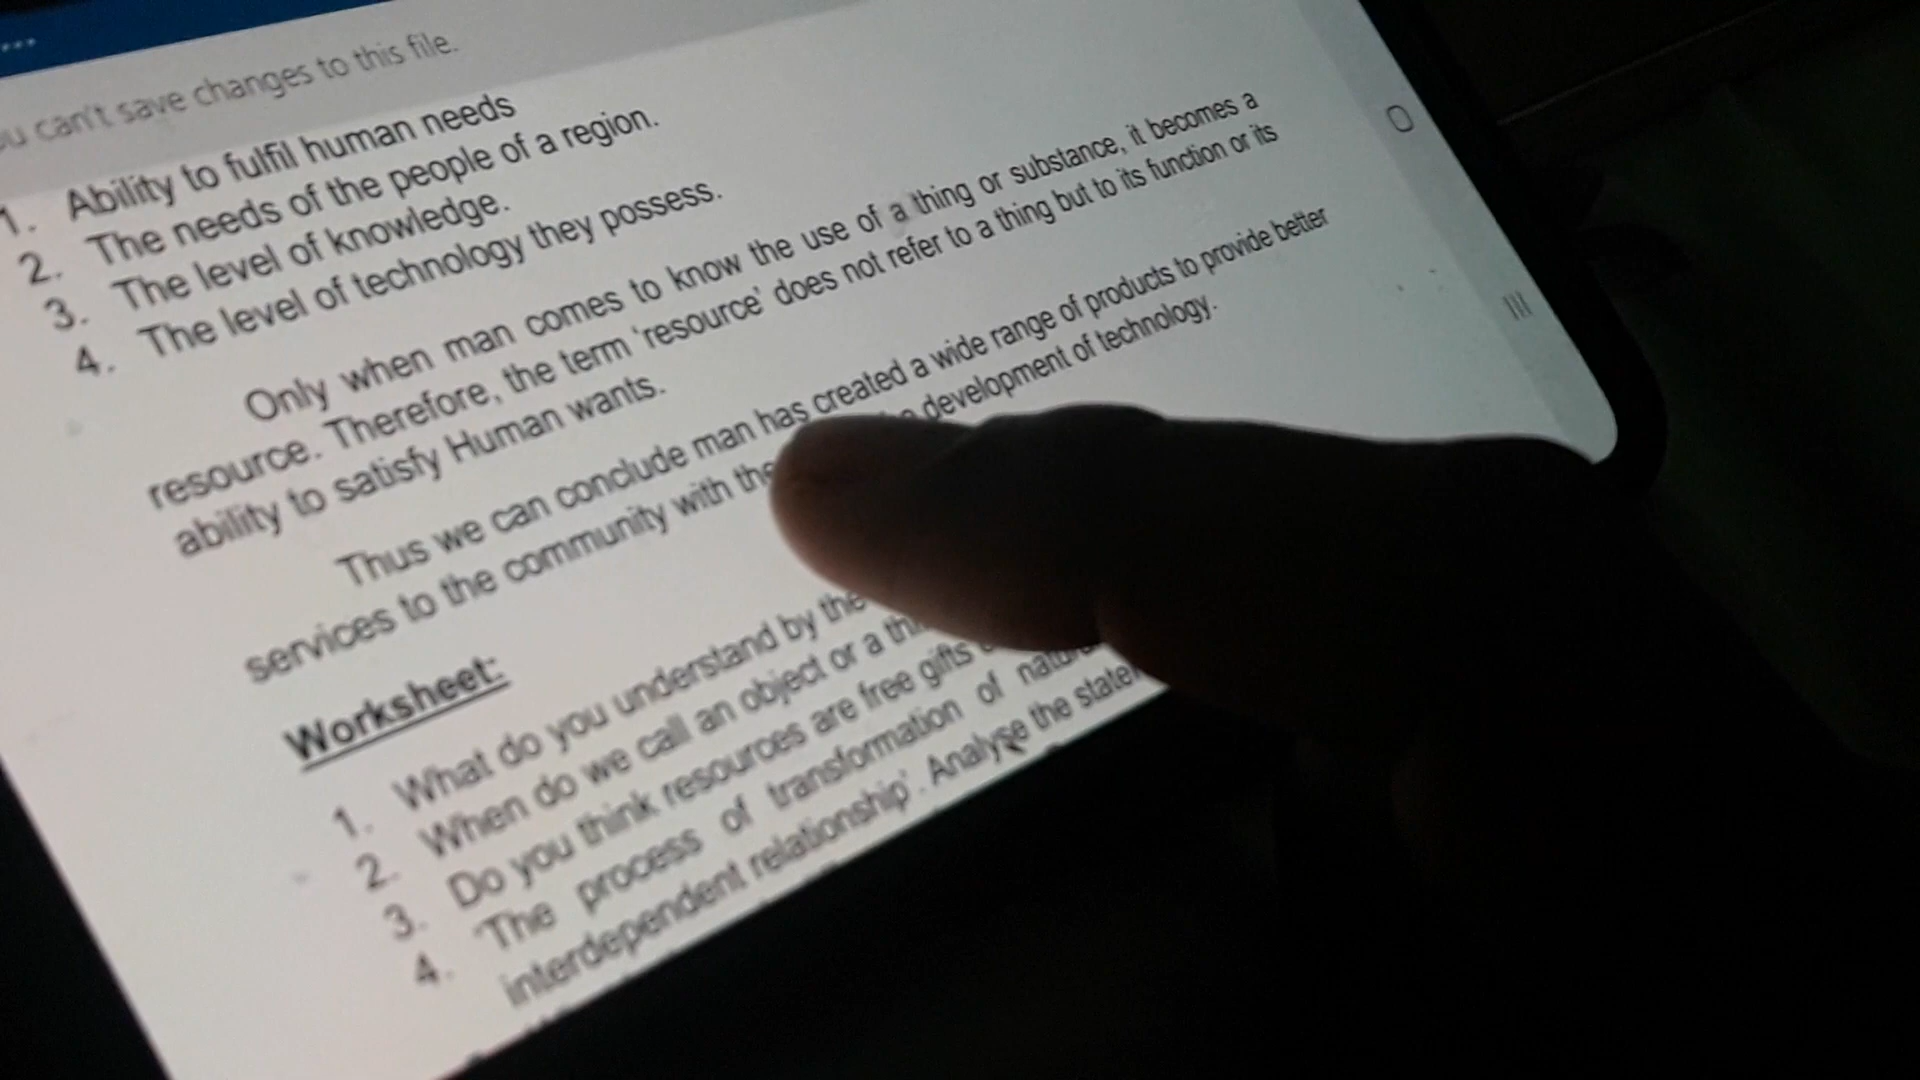 can't save changes to this file.
1. Ability to fulfil human needs
2. The needs of the people of a region.
3. The level of knowledge.
4. The level of technology they possess.
Only when man comes to know the use of a thing or substance, it becomes a
resource. Therefore, the term 'resource' does not refer to a thing but to its function or its
ability to satisfy Human wants.
Thus we can conclude man has created a wide range of products to provide better
services to the community with the development of technology.
Worksheet:
1. What do you understand by the
2. When do we call an object or a
3. Do you think resources are free gifts
4. 'The process of transformation of
interdependent relationship'. Analyse the